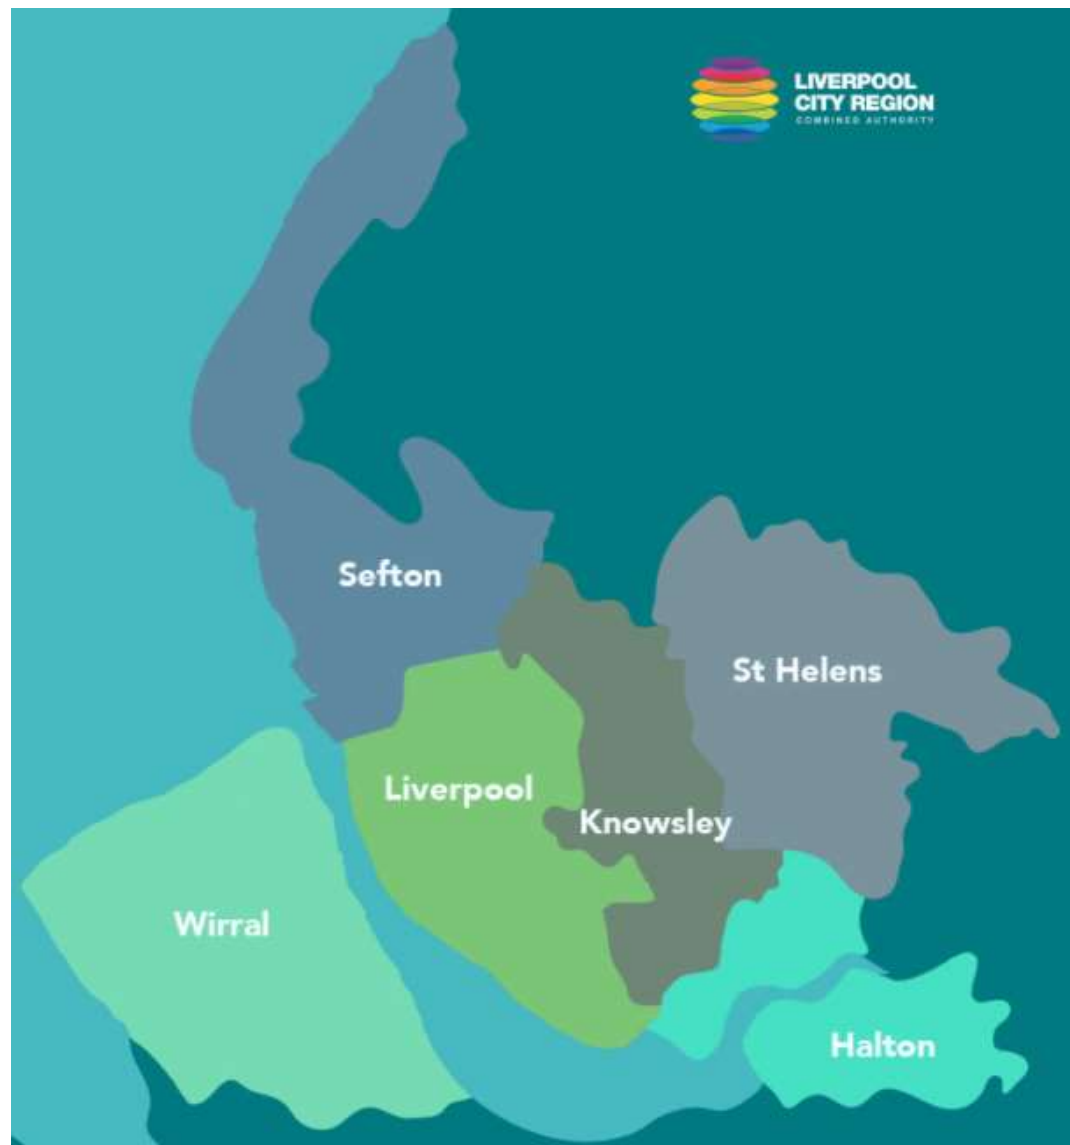 LIVERPOOL
CITY REGION
COMBINED AUTHORITY
Sefton
St Helens
Liverpool
Knowsley
Wirral
Halton